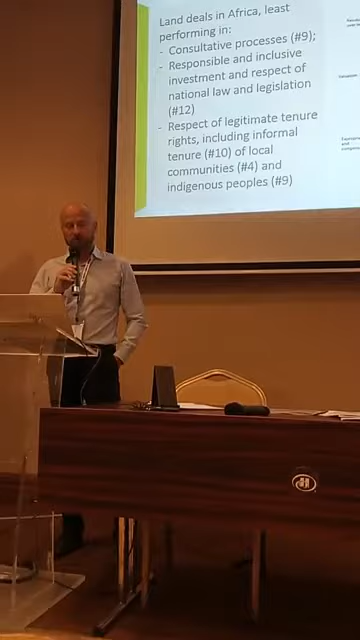 Land deals in Africa, least
performing in:
- Consultative processes (#9);
- Responsible and inclusive
investment and respect of
national law and legislation
(#12)
- Respect of legitimate tenure
rights, including informal
tenure (#10) of local
communities (#4) and
indigenous peoples (#9)